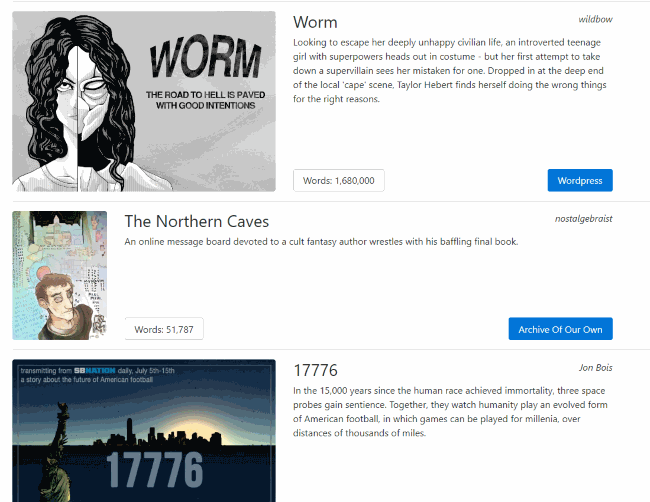 WORM
THE ROAD TO HELL IS PAVED
WITH GOOD INTENTIONS
Worm
wildbow
Looking to escape her deeply unhappy civilian life, an introverted teenage
girl with superpowers heads out in costume - but her first attempt to take
down a supervillain sees her mistaken for one. Dropped in at the deep end
of the local 'cape' scene, Taylor Hebert finds herself doing the wrong things
for the right reasons.
Words: 1,680,000
Wordpress
The Northern Caves
nostalgebraist
An online message board devoted to a cult fantasy author wrestles with his baffling final book.
Words: 51,787
Archive Of Our Own
transmitting from SBNATION daily, July 5th-15th
a story about the future of American football
17776
17776
Jon Bois
In the 15,000 years since the human race achieved immortality, three space
probes gain sentience. Together, they watch humanity play an evolved form
of American football, in which games can be played for millenia, over
distances of thousands of miles.